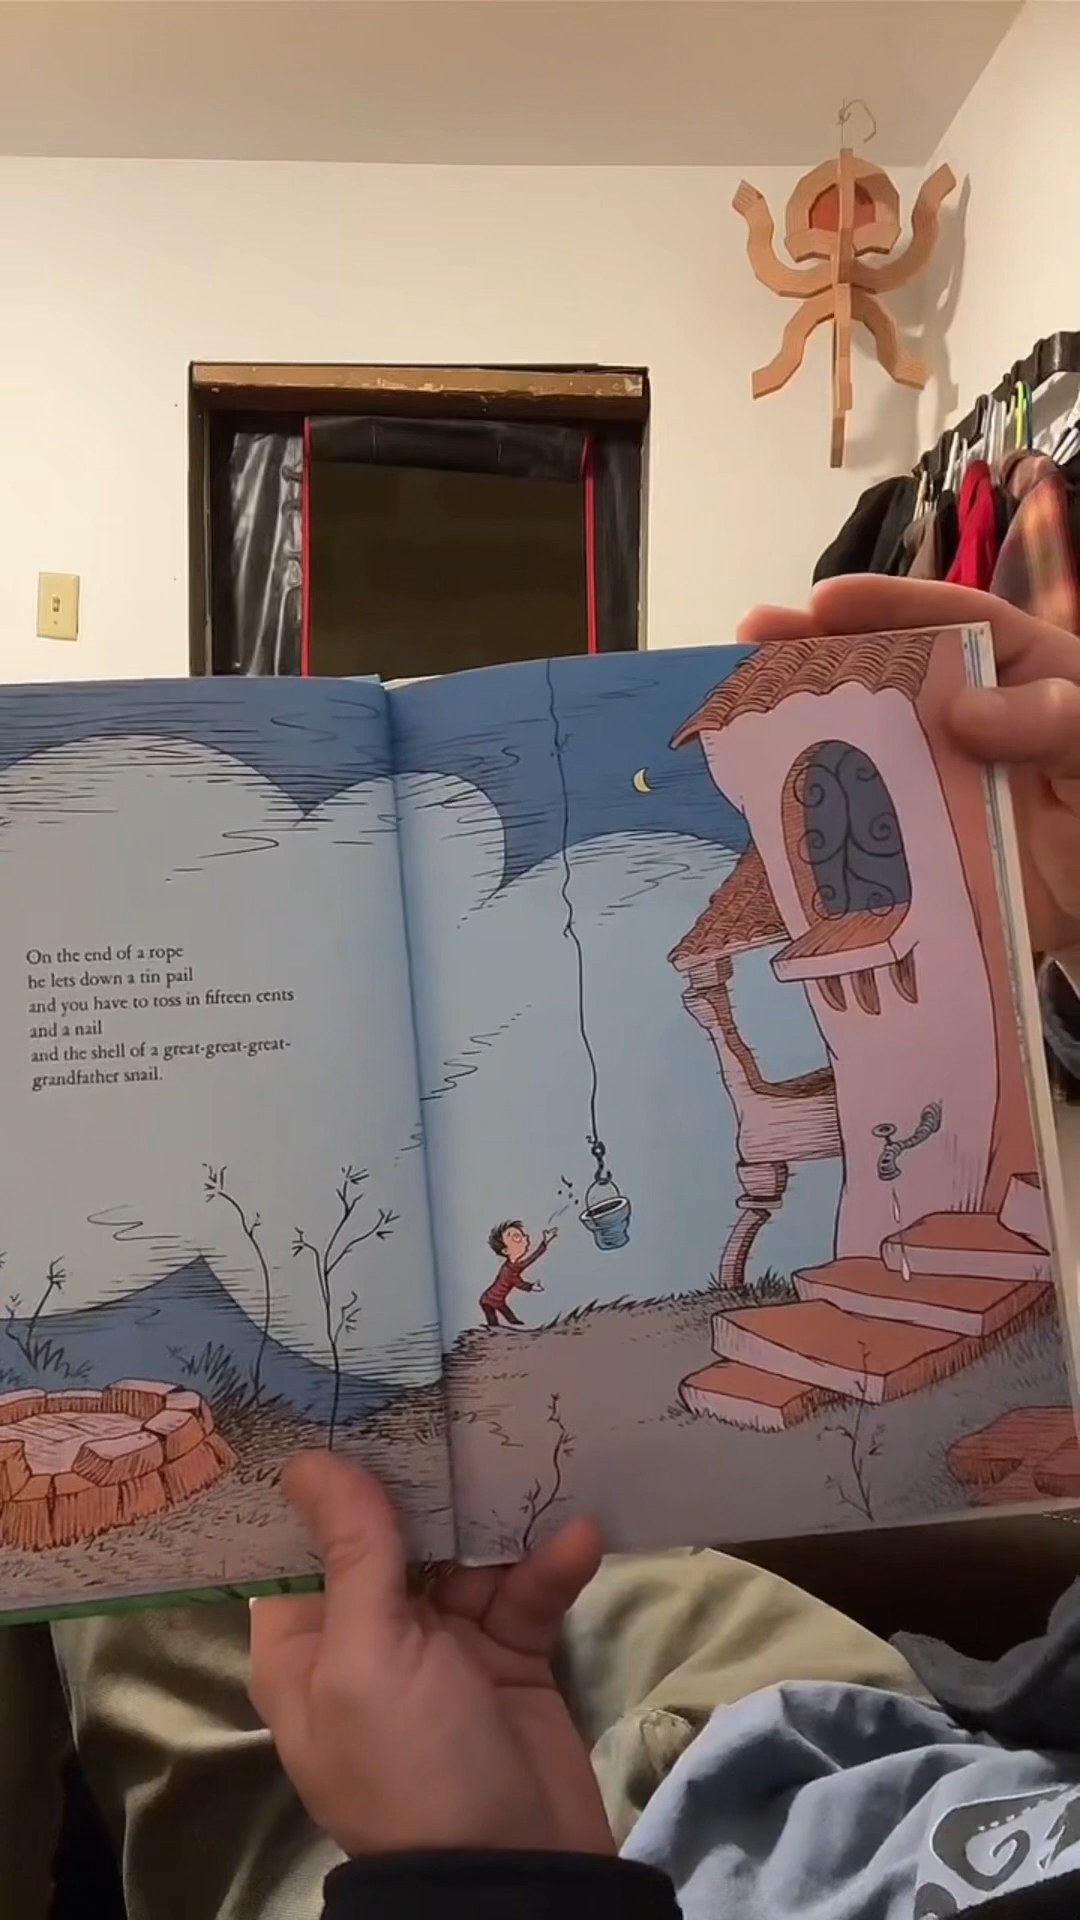 On the end of a rope
he lets down a tin pail
and you have to toss in fifteen cents
and a nail
and the shell of a great-great-great-
grandfather snail.